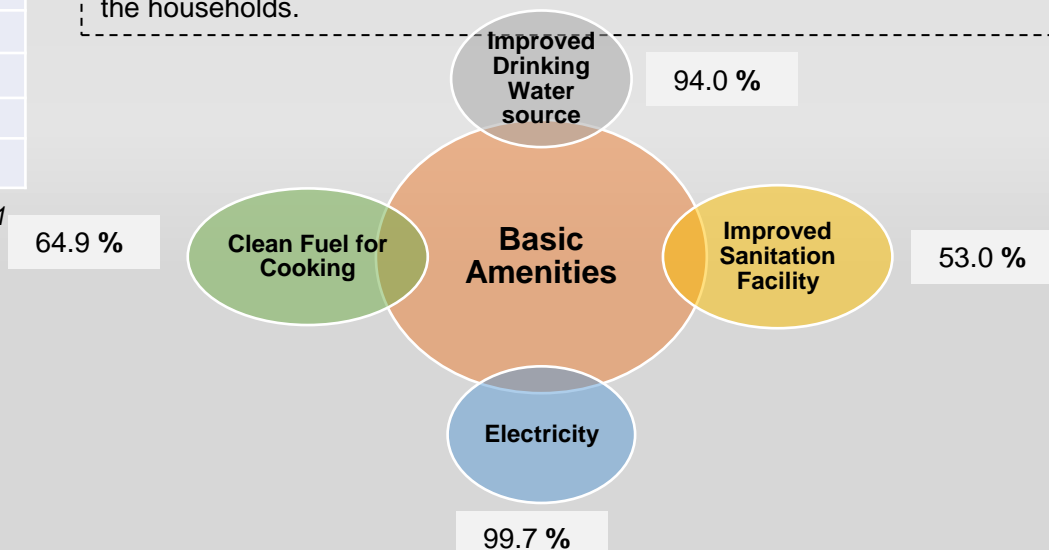 the households.
Improved
Drinking
Water
source
94.0 %
1
64.9 %
Clean Fuel for
Cooking
Basic
Amenities
Improved
Sanitation
Facility
53.0 %
Electricity
99.7 %